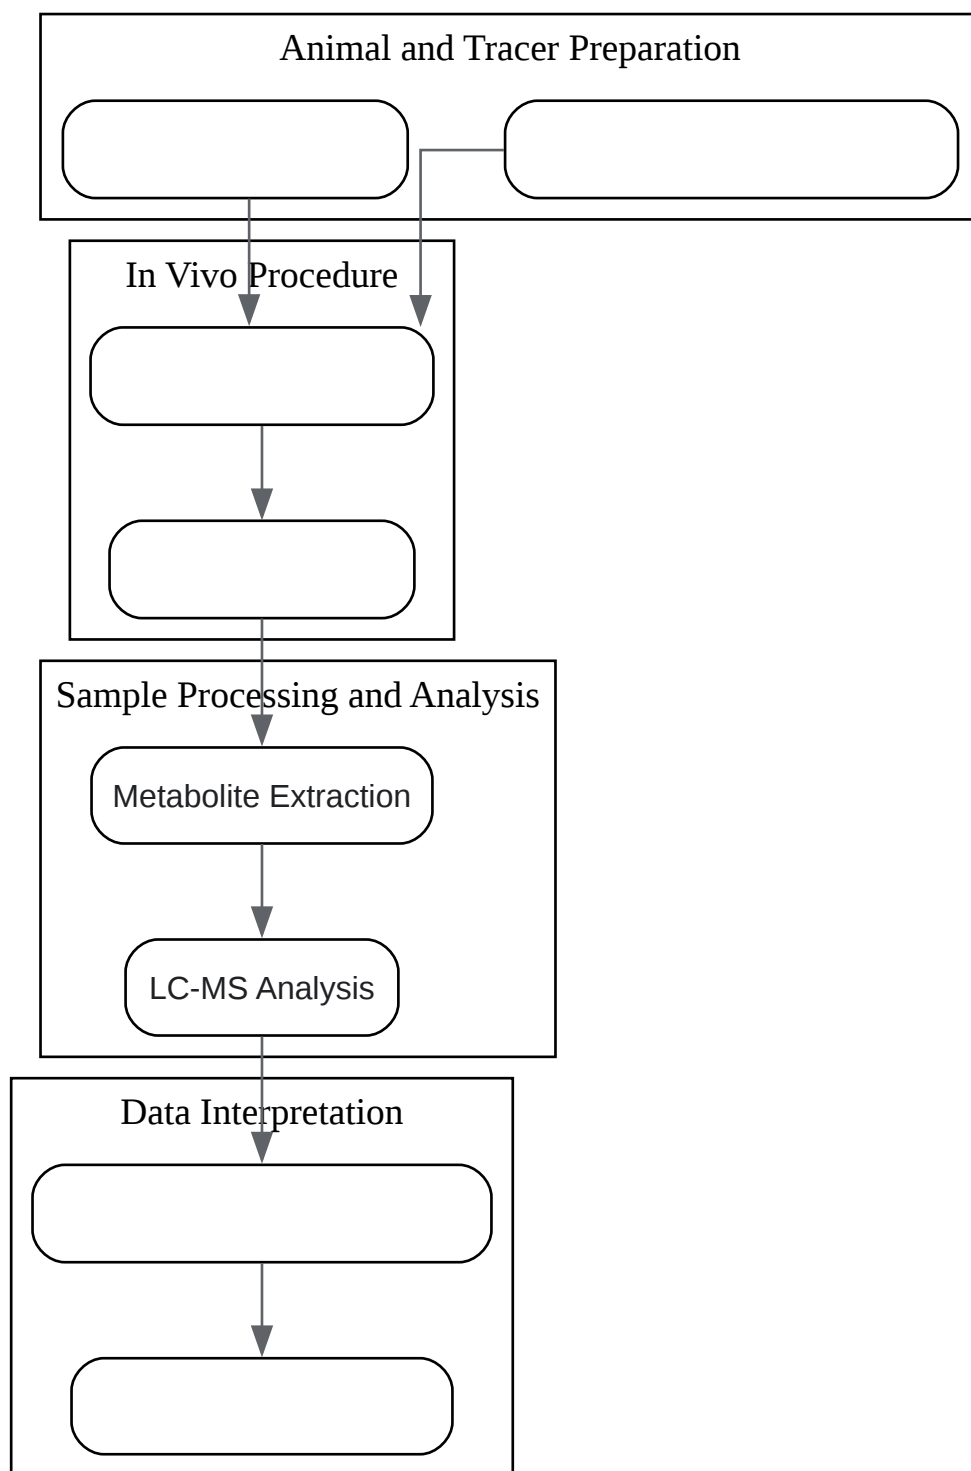 Animal and Tracer Preparation
In Vivo Procedure
Sample Processing and Analysis
Metabolite Extraction
LC-MS Analysis
Data Interpretation